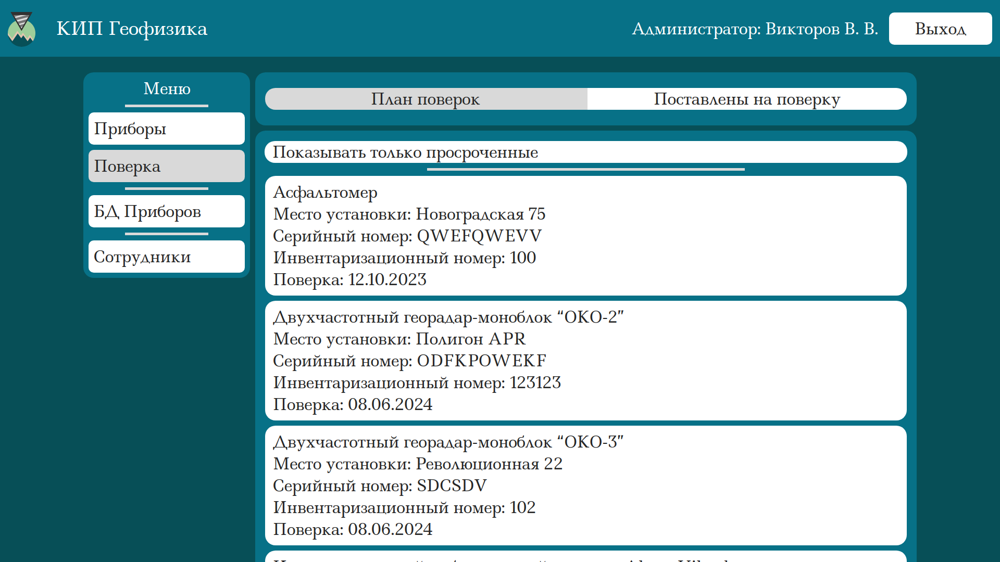 КИП Геофизика
Администратор: Викторов В. В.
Выход
Меню
Приборы
Поверка
БД Приборов
Сотрудники
План поверок
Поставлены на поверку
Показывать только просроченные
Асфальтомер
Место установки: Новоградская 75
Серийный номер: QWEFQWEVV
Инвентаризационный номер: 100
Поверка: 12.10.2023
Двухчастотный георадар-моноблок “ОКО-2”
Место установки: Полигон APR
Серийный номер: ODFKPOWEKF
Инвентаризационный номер: 123123
Поверка: 08.06.2024
Двухчастотный георадар-моноблок “ОКО-3”
Место установки: Революционная 22
Серийный номер: SDCSDV
Инвентаризационный номер: 102
Поверка: 08.06.2024